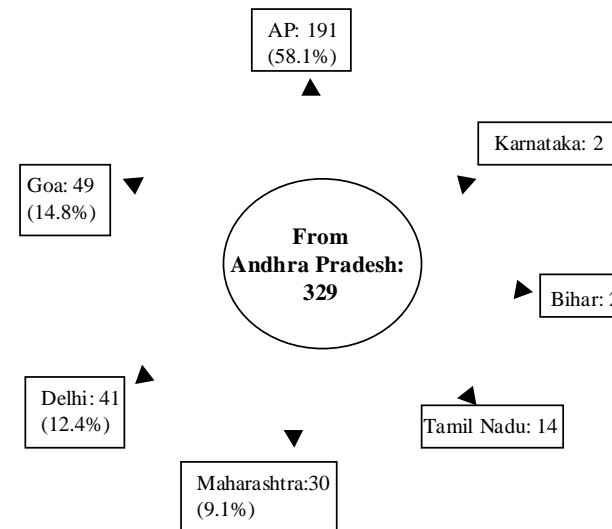 AP: 191
(58.1%)
Karnataka: 2
Goa: 49
(14.8%)
From
Andhra Pradesh:
329
Bihar: 2
Delhi: 41
(12.4%)
Tamil Nadu: 14
Maharashtra:30
(9.1%)